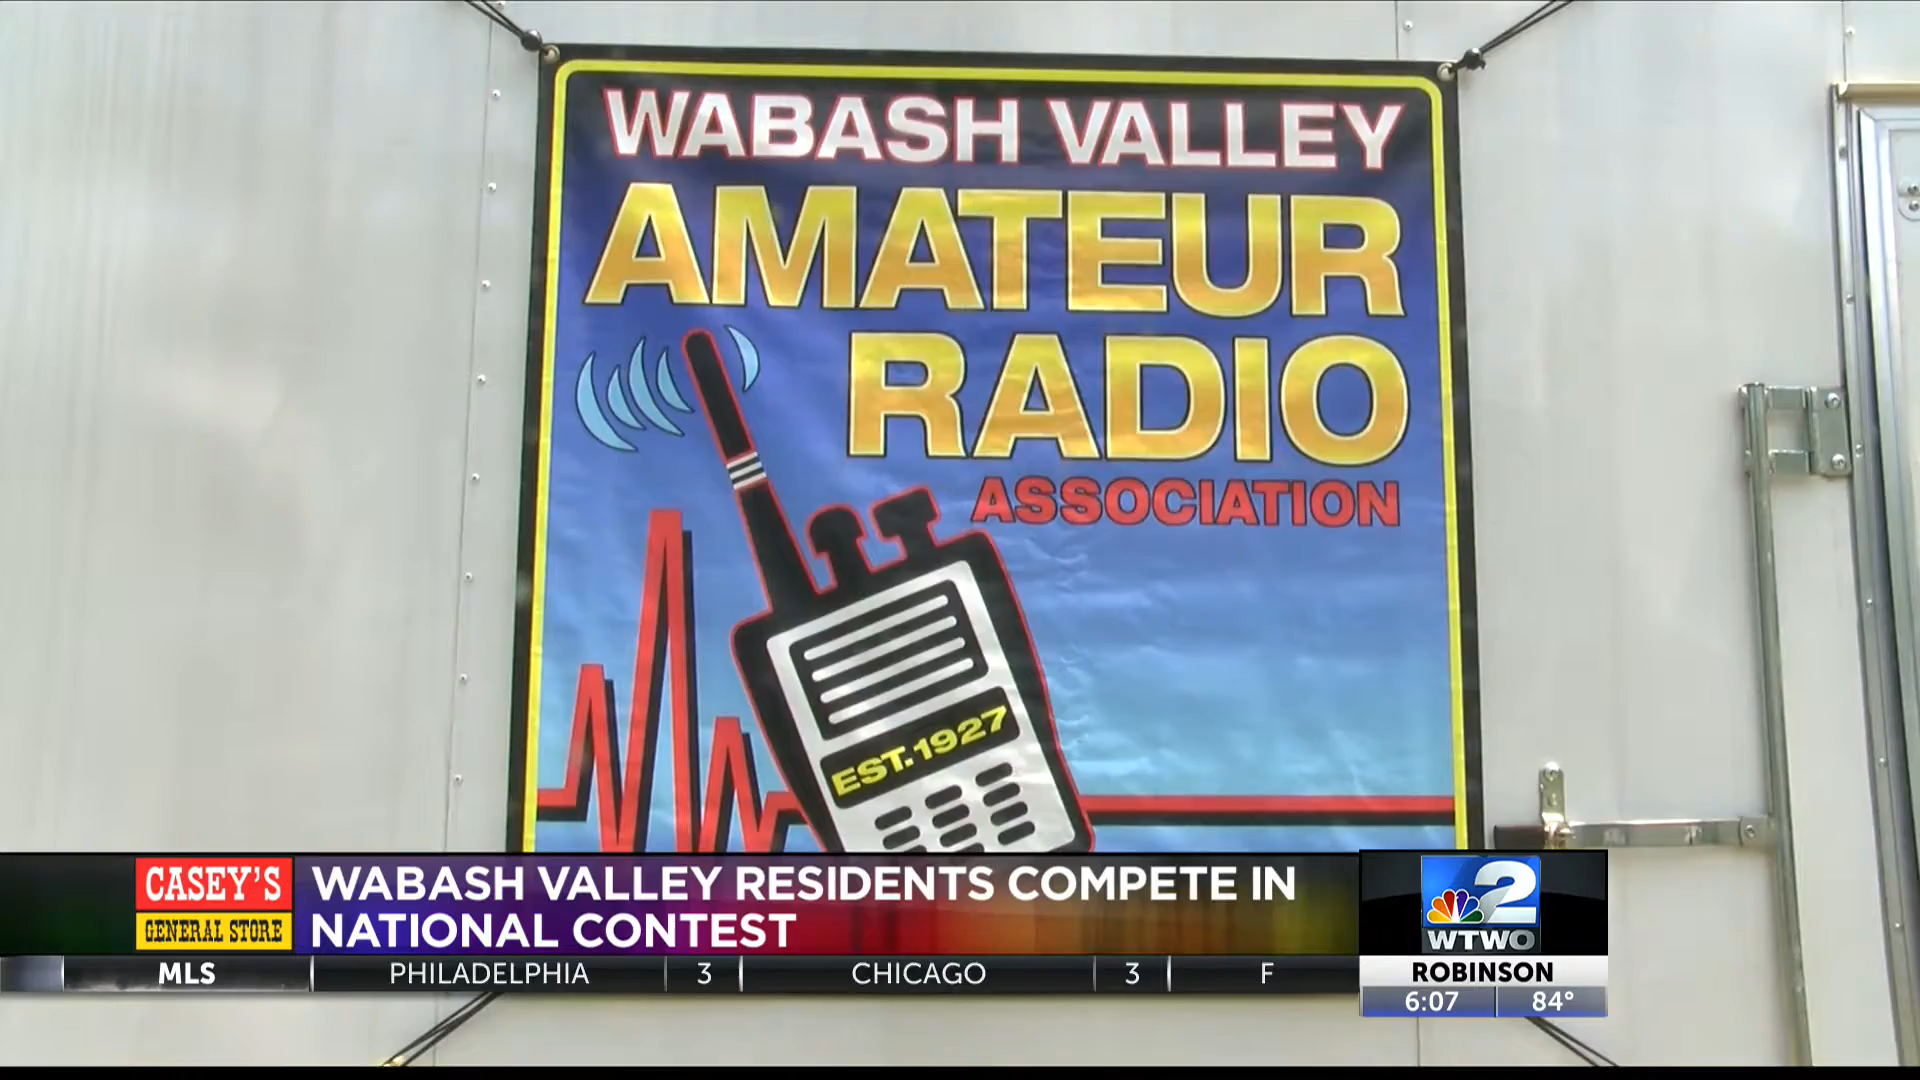 WABASH VALLEY
AMATEUR
RADIO
ASSOCIATION
EST. 1927
CASEY'S
GENERAL STORE
WABASH VALLEY RESIDENTS COMPETE IN
NATIONAL CONTEST
2
WTWO
MLS PHILADELPHIA 3 CHICAGO 3 F
ROBINSON
6:07 84°